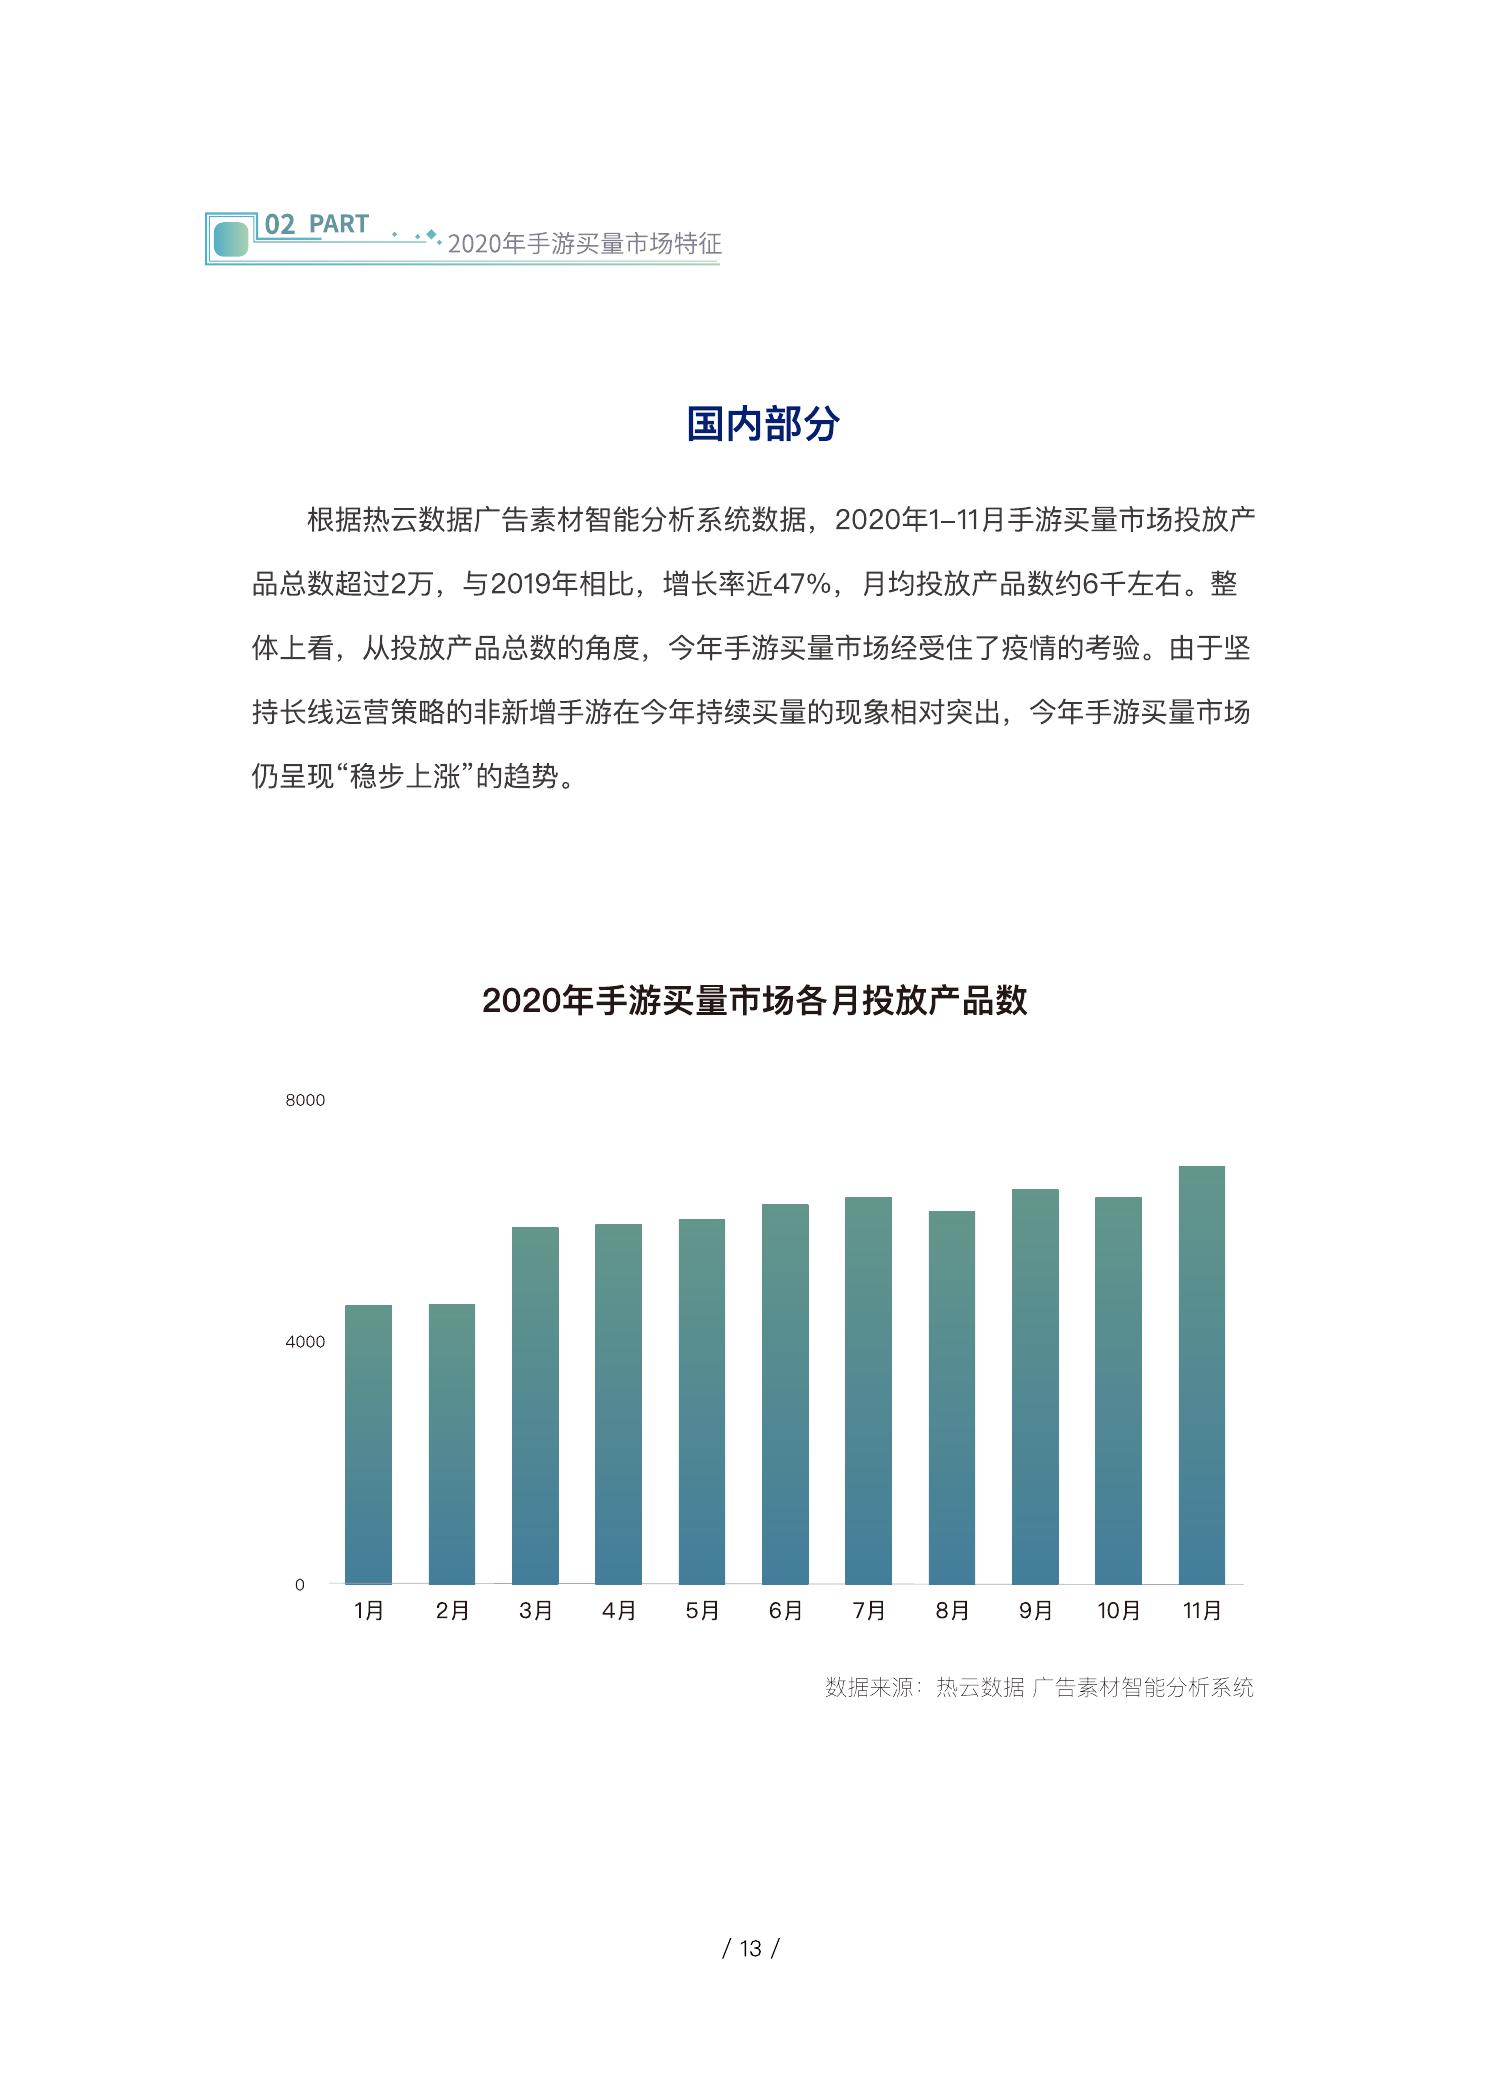 02 PART
2020年手游买量市场特征
国内部分
根据热云数据广告素材智能分析系统数据，2020年1–11月手游买量市场投放产
品总数超过2万，与2019年相比，增长率近47%，月均投放产品数约6千左右。整
体上看，从投放产品总数的角度，今年手游买量市场经受住了疫情的考验。由于坚
持长线运营策略的非新增手游在今年持续买量的现象相对突出，今年手游买量市场
仍呈现“稳步上涨”的趋势。
2020年手游买量市场各月投放产品数
8000
4000
0
1月 2月 3月 4月 5月 6月 7月 8月 9月 10月 11月
数据来源：热云数据 广告素材智能分析系统
/ 13 /